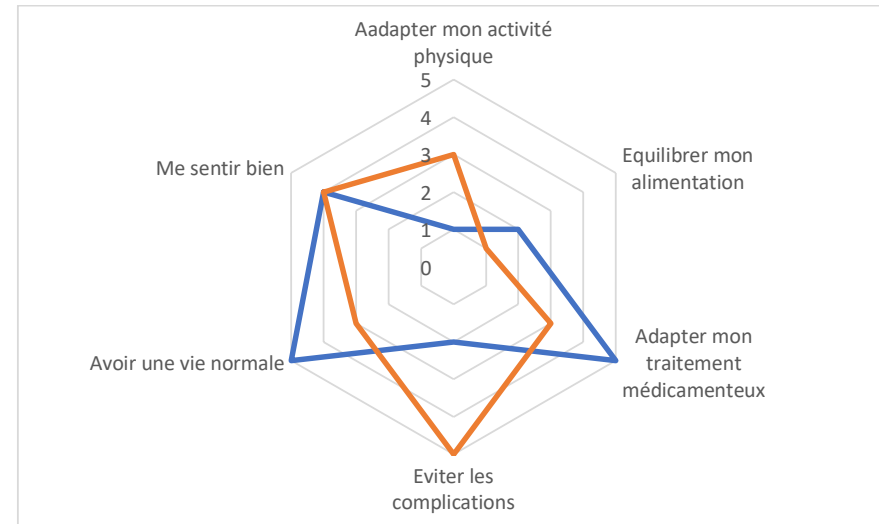 Aadapter mon activité
physique
5
4
3
2
1
0
Equilibrer mon
alimentation
Adapter mon
traitement
médicamenteux
Eviter les
complications
Avoir une vie normale
Me sentir bien